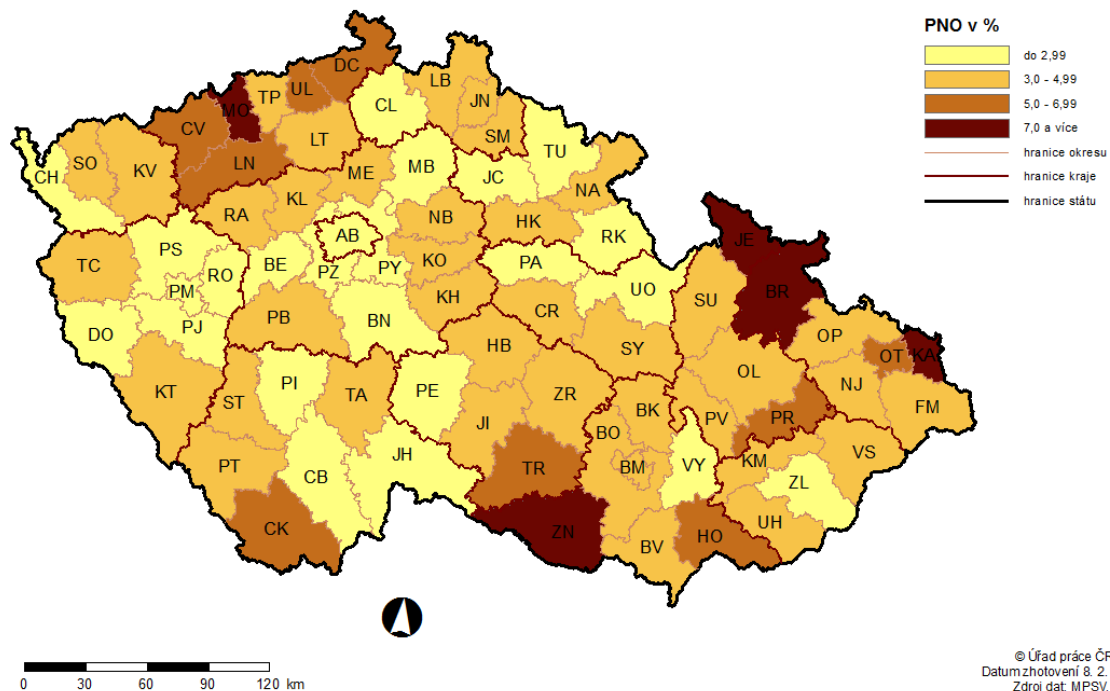 PNO v %
do 2,99
3,0 - 4,99
5,0 - 6,99
7,0 a více
hranice okresu
hranice kraje
hranice státu
DC
LB
UL
TP
MO
JN
CL
CV
LT
SM
TU
SO
KV
LN
ME
MB
JC
CH
NA
KL
RA
NB
HK
AB
RK
JE
PS
BE
RO
TC
PZ
PY
KO
PA
PM
KH
UO
SU
BR
PB
BN
CR
DO
PJ
OP
OT
KA
HB
SY
OL
NJ
KT
PI
TA
PE
ZR
ST
BK
PV
PR
FM
JI
BO
VS
PT
CB
JH
TR
BM
VY
KM
ZL
CK
ZN
BV
HO
UH
0 30 60 90 120 km
© Úřad práce ČR
Datum zhotovení 8. 2.
Zdroj dat: MPSV,